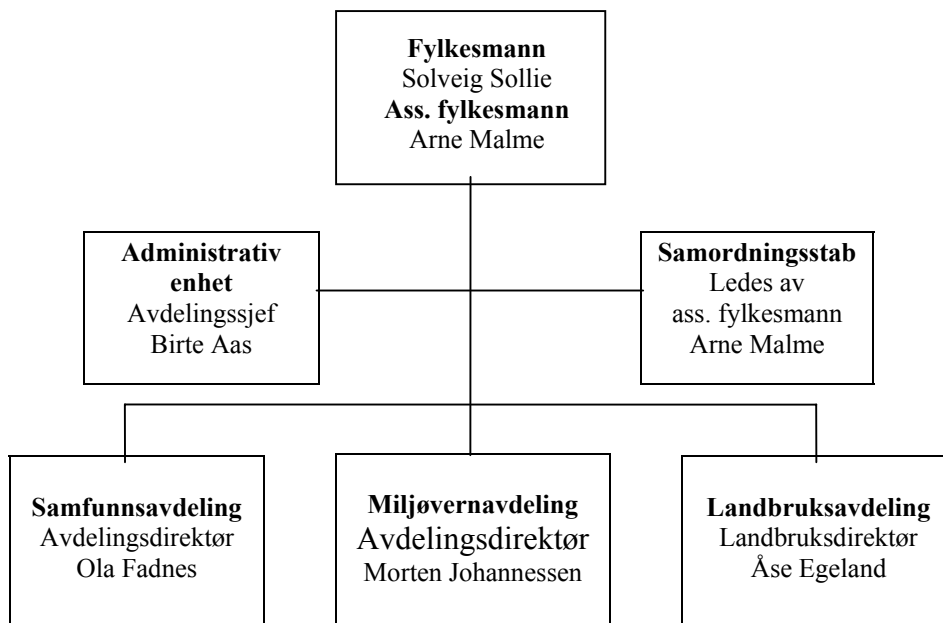 Fylkesmann
Solveig Sollie
Ass. fylkesmann
Arne Malme
Administrativ
enhet
Avdelingssjef
Birte Aas
Samordningsstab
Ledes av
ass. fylkesmann
Arne Malme
Samfunnsavdeling
Avdelingsdirektør
Ola Fadnes
Miljøvernavdeling
Avdelingsdirektør
Morten Johannessen
Landbruksavdeling
Landbruksdirektør
Åse Egeland